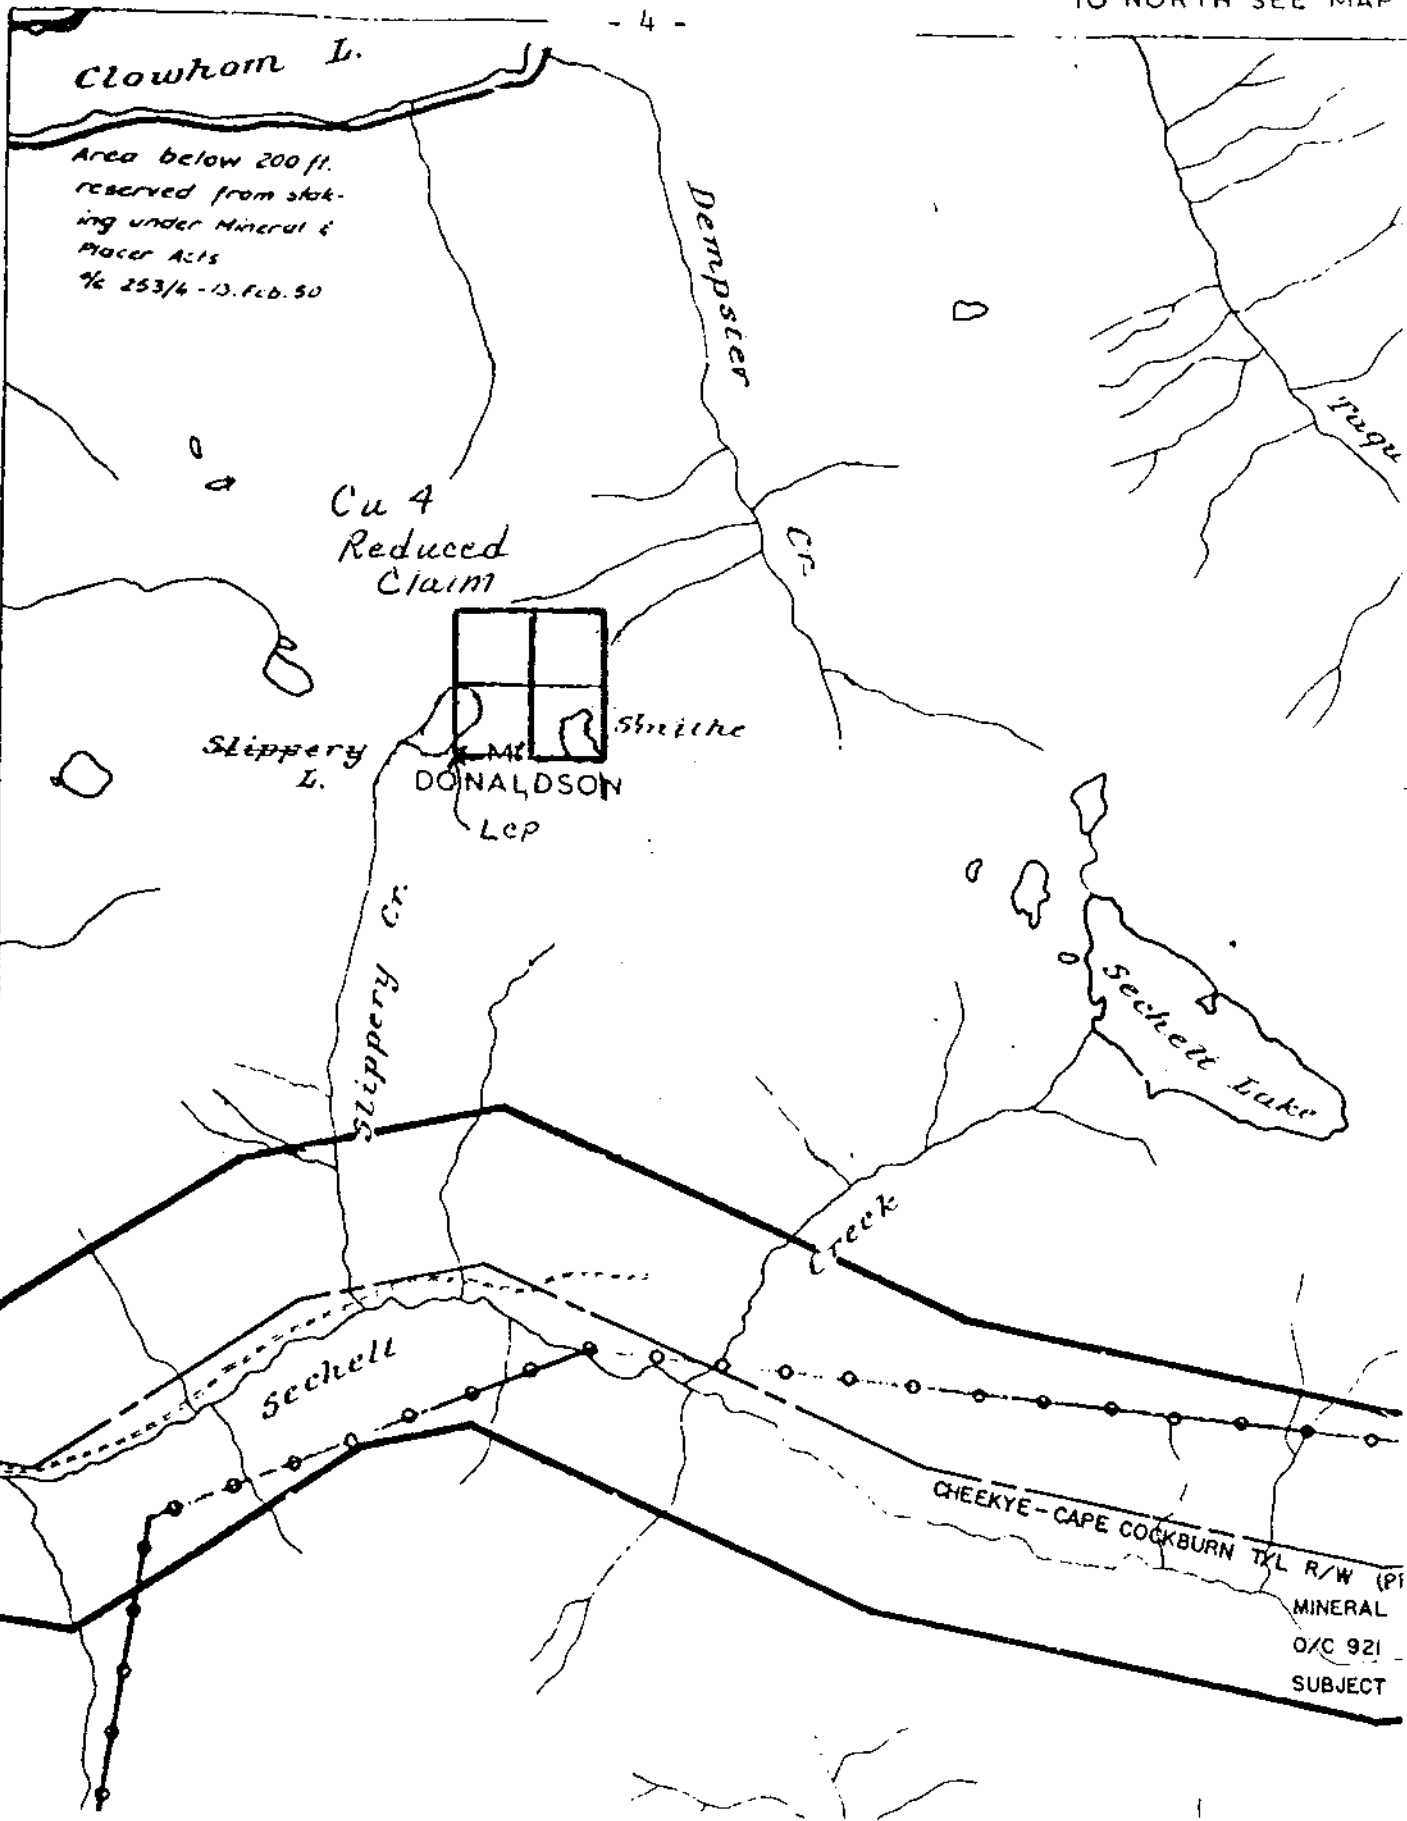 - 4 -
TO NORTH SEE MAP
Clowhom L.
Area below 200 ft.
reserved from stak-
ing under Mineral &
Placer Acts
o/c 253/4 - 13. Feb. 50
Dempster
Cr.
Taqu
Cu 4
Reduced
Claim
Slippery
L.
Smithe
Mt
DONALDSON
LCP
Slippery Cr.
Sechelt Lake
Creek
Sechelt
CHEEKYE-CAPE COCKBURN T/L R/W
MINERAL
O/C 921
SUBJECT